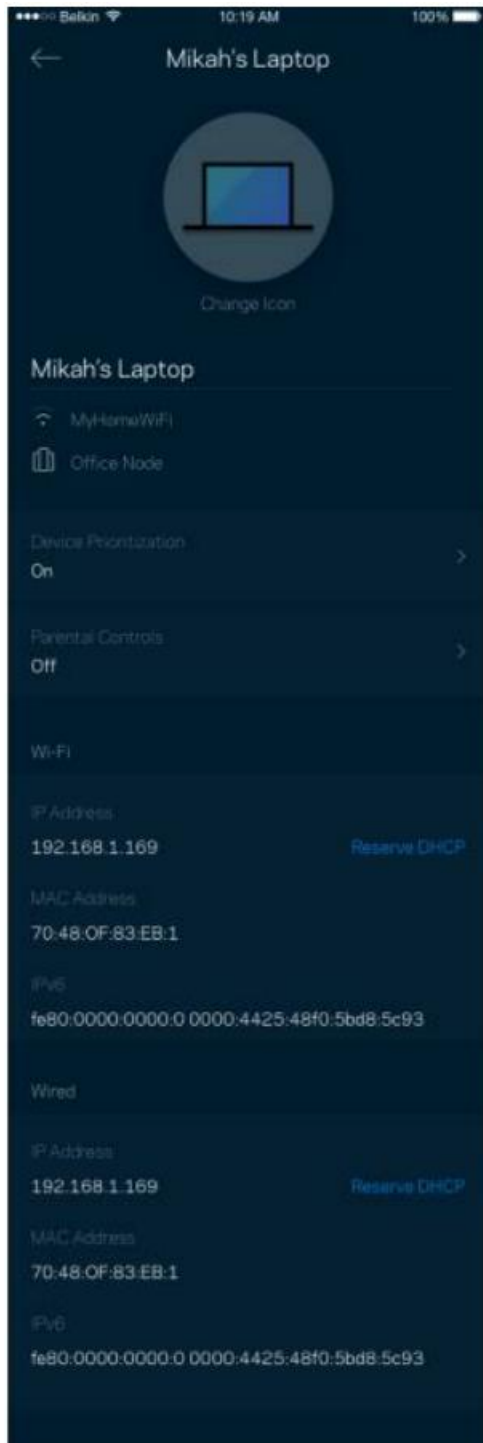 Belkin 10:19 AM 100%
Mikah's Laptop
Change Icon
Mikah's Laptop
MyHomeWiFi
Office Node
Device Prioritization
On
Parental Controls
Off
Wi-Fi
IP Address
192.168.1.169 Reserve DHCP
MAC Address
70:48:0F:83:EB:1
IPv6
fe80:0000:0000:0 0000:4425:48f0:5bd8:5c93
Wired
IP Address
192.168.1.169 Reserve DHCP
MAC Address
70:48:0F:83:EB:1
IPv6
fe80:0000:0000:0 0000:4425:48f0:5bd8:5c93